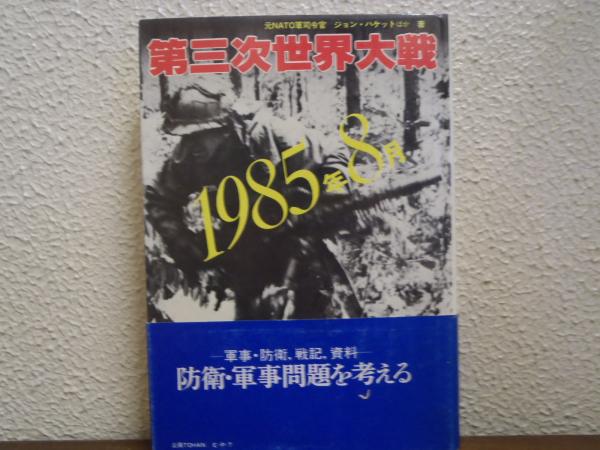 元NATO軍司令官 ジョン・ハケットほか 著
第三次世界大戦
1985年8月
軍事・防衛、戦記、資料
防衛・軍事問題を考える